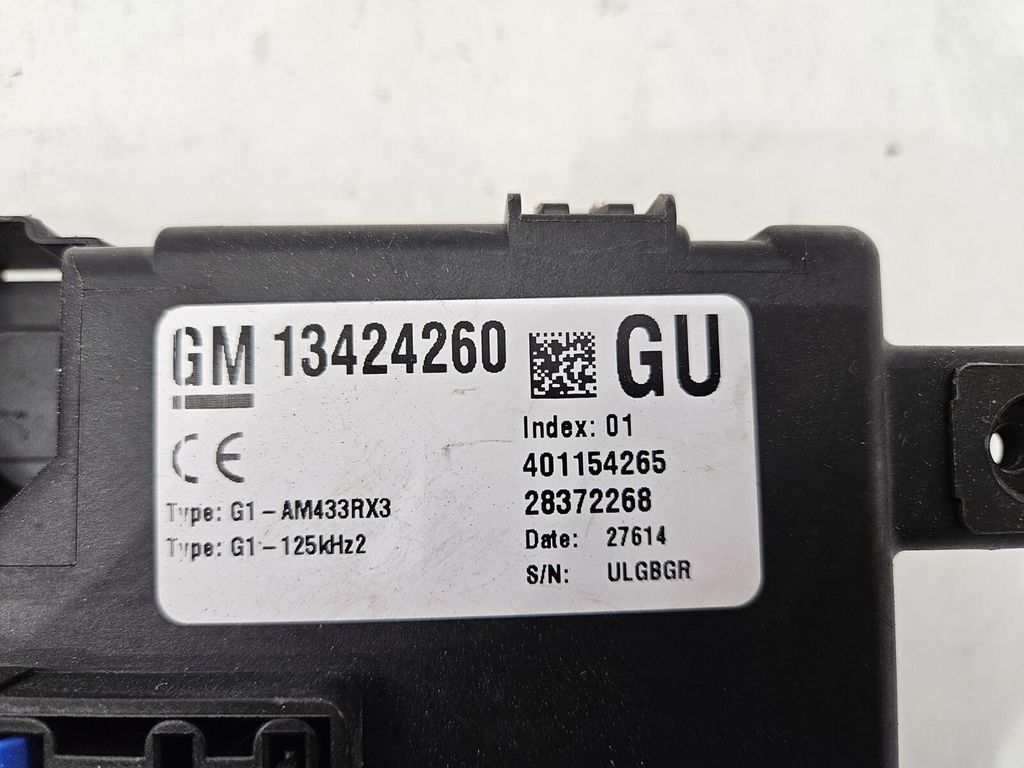 GM 13424260 GU
CE
Index: 01
401154265
28372268
Type: G1-AM433RX3
Type: G1-125kHz2
Date: 27614
S/N: ULGBGR